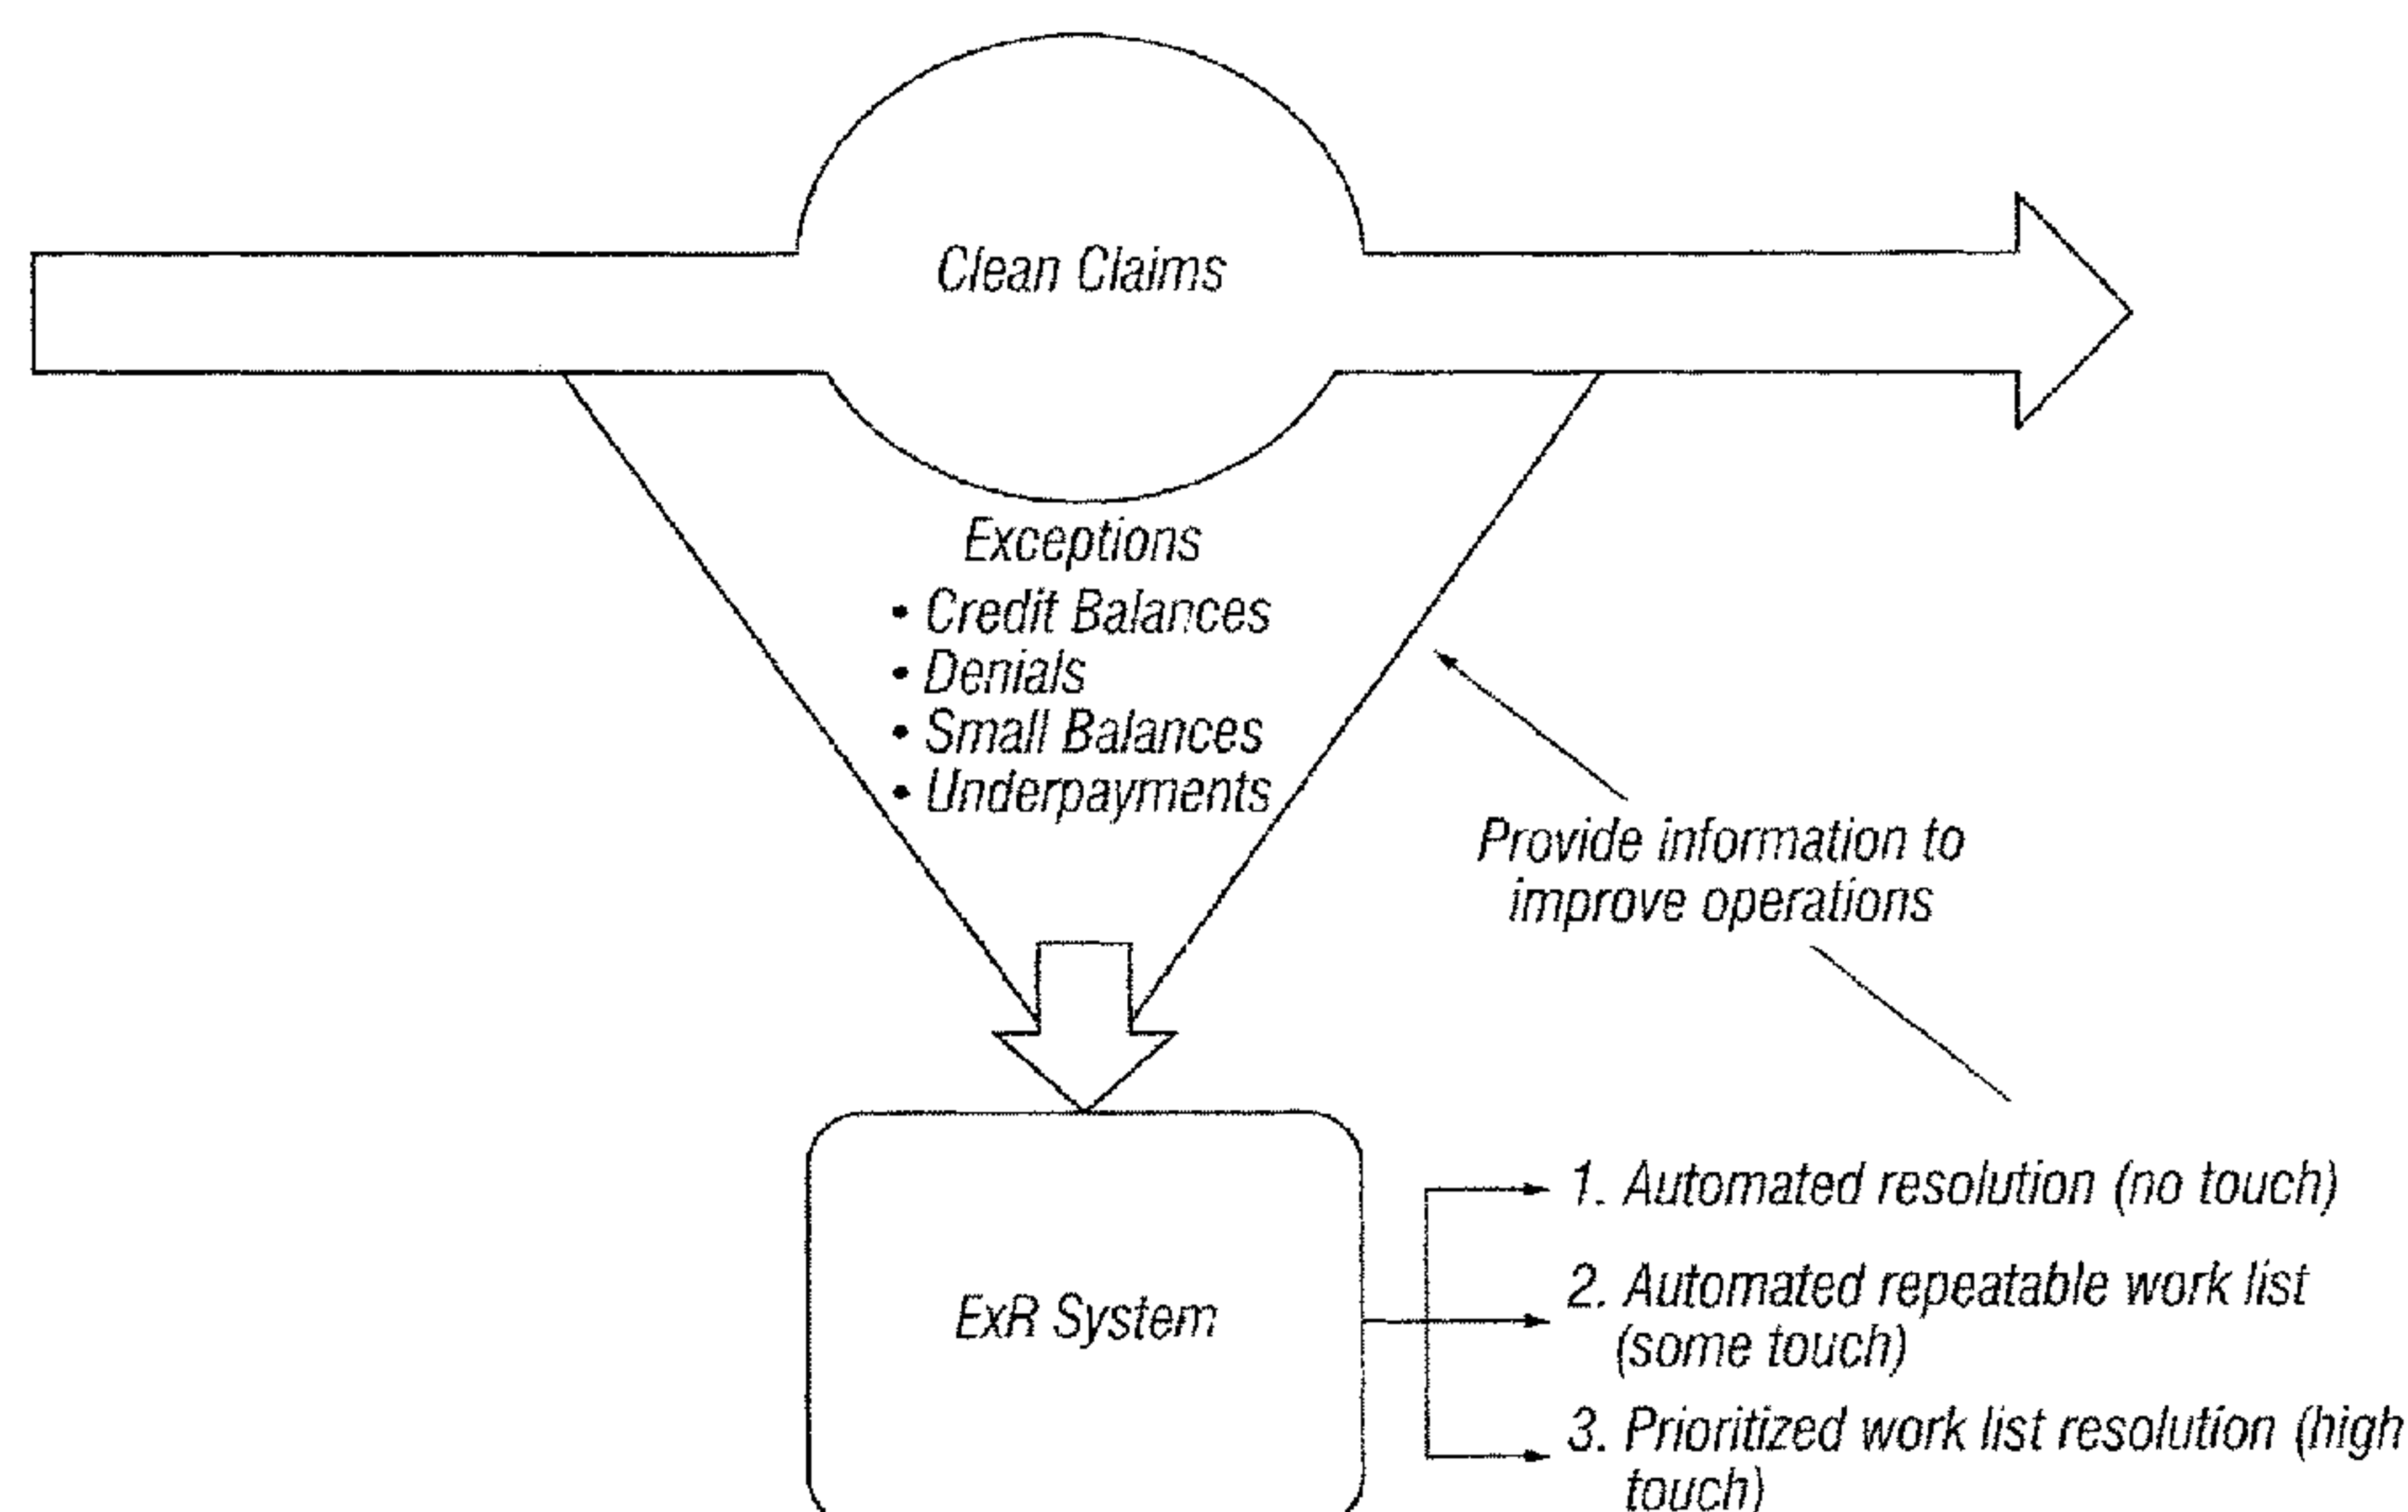 Clean Claims
Exceptions
• Credit Balances
• Denials
• Small Balances
• Underpayments
Provide information to
improve operations
ExR System
1. Automated resolution (no touch)
2. Automated repeatable work list
(some touch)
3. Prioritized work list resolution (high
touch)